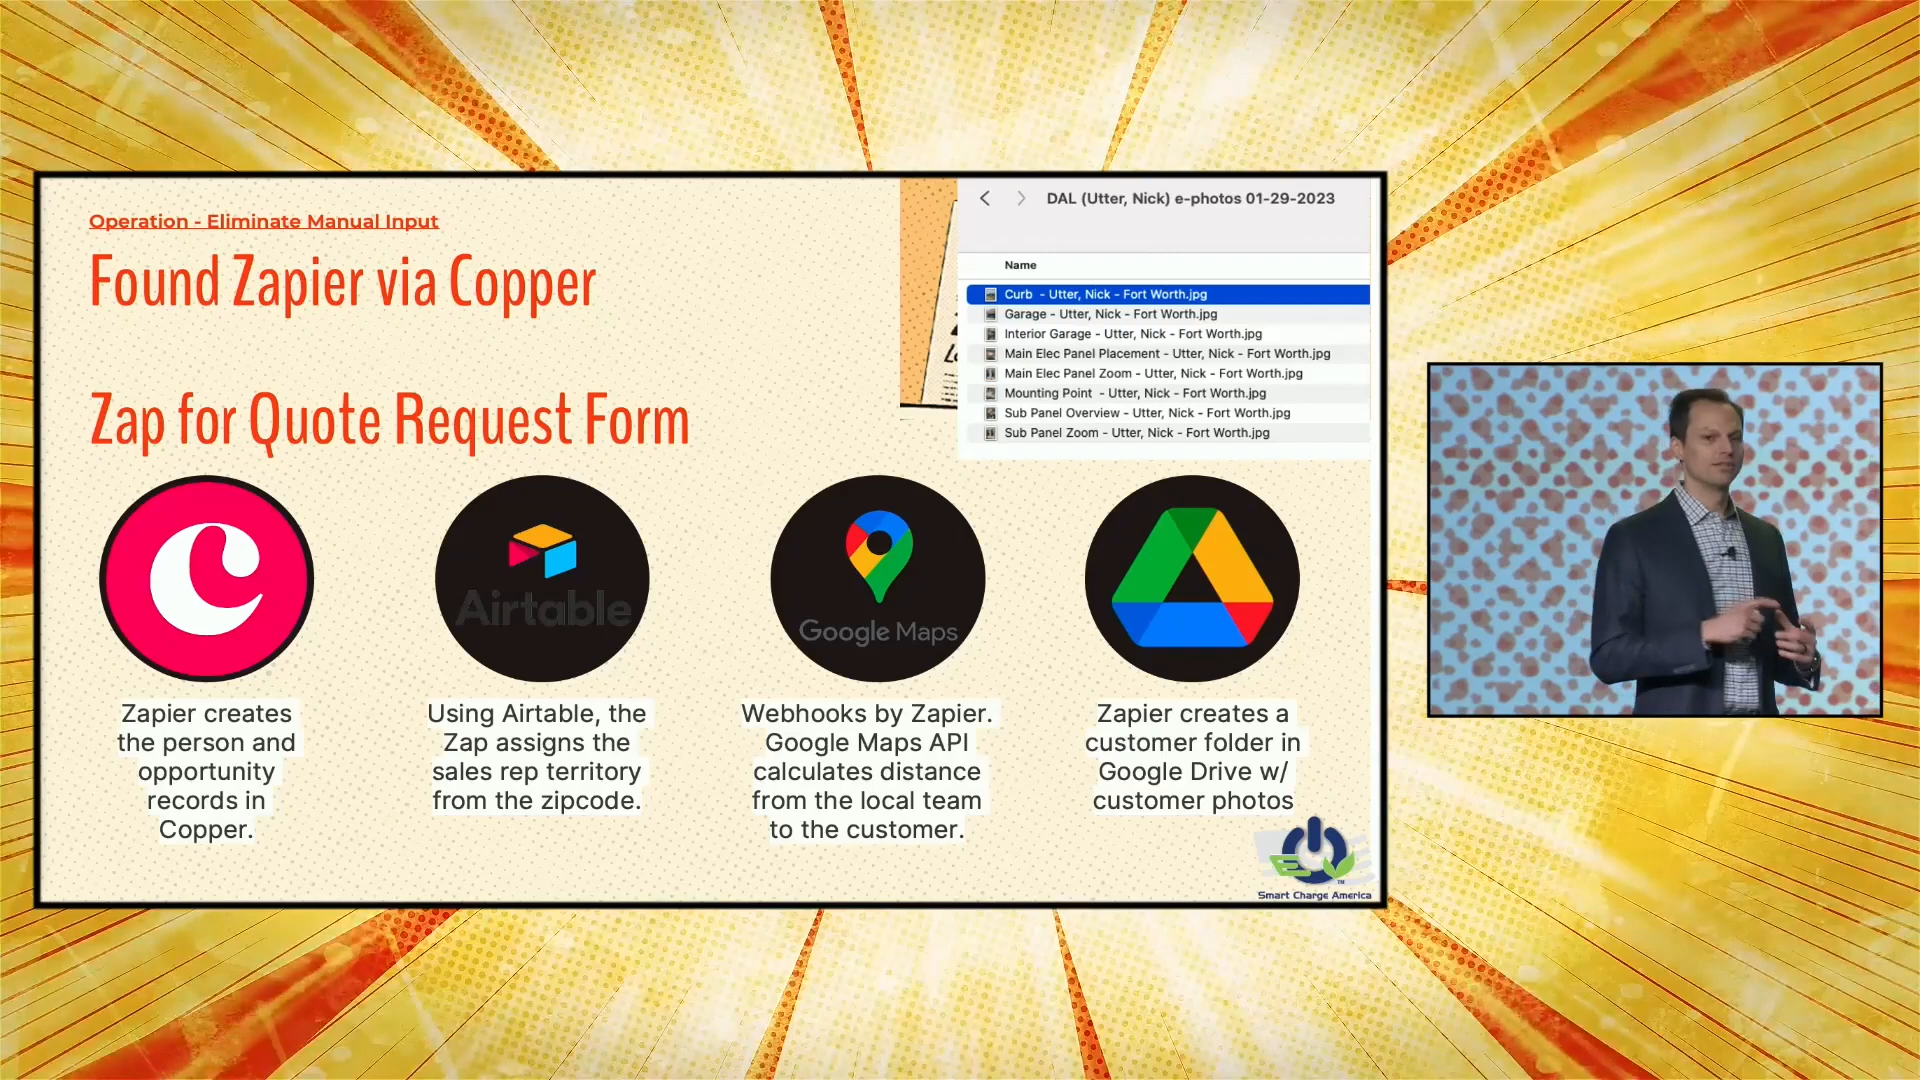 Operation - Eliminate Manual Input
Found Zapier via Copper
Zap for Quote Request Form
DAL (Utter, Nick) e-photos 01-29-2023
Name
Curb  - Utter, Nick - Fort Worth.jpg
Garage - Utter, Nick - Fort Worth.jpg
Interior Garage - Utter, Nick - Fort Worth.jpg
Main Elec Panel Placement - Utter, Nick - Fort Worth.jpg
Main Elec Panel Zoom - Utter, Nick - Fort Worth.jpg
Mounting Point  - Utter, Nick - Fort Worth.jpg
Sub Panel Overview - Utter, Nick - Fort Worth.jpg
Sub Panel Zoom - Utter, Nick - Fort Worth.jpg
Airtable
Google Maps
Zapier creates
the person and
opportunity
records in
Copper.
Using Airtable, the
Zap assigns the
sales rep territory
from the zipcode.
Webhooks by Zapier.
Google Maps API
calculates distance
from the local team
to the customer.
Zapier creates a
customer folder in
Google Drive w/
customer photos
EV
TM
Smart Charge America